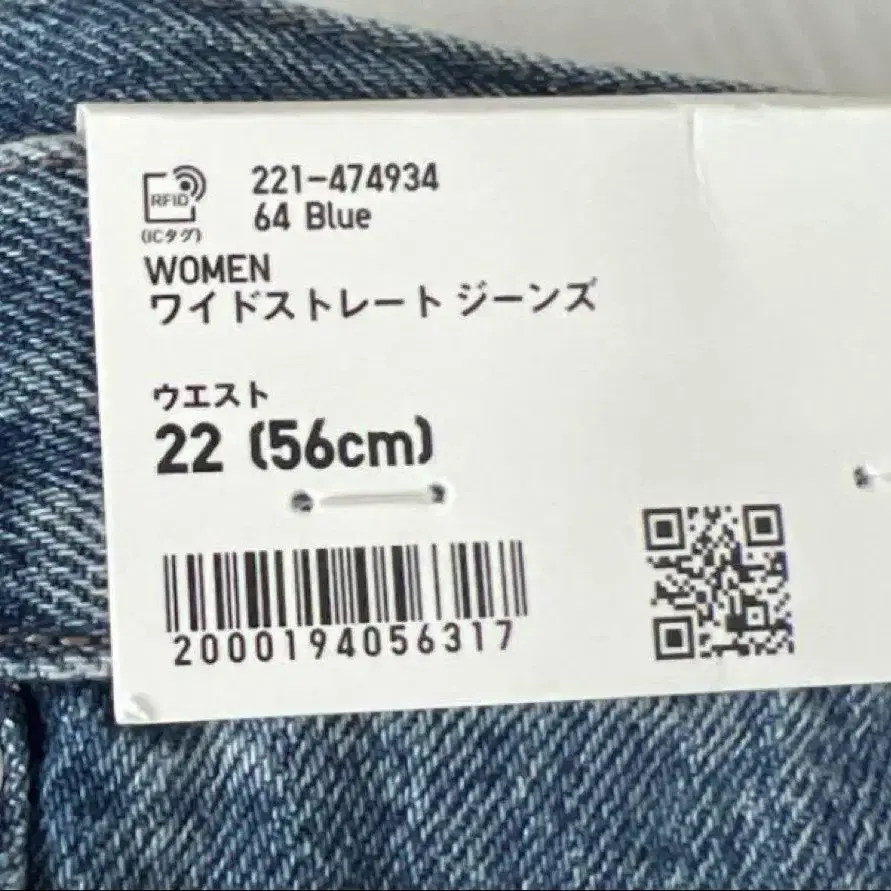 RFID
(ICタグ)
221-474934
64 Blue
WOMEN
ワイドストレート ジーンズ
ウエスト
22 (56cm)
2000194056317